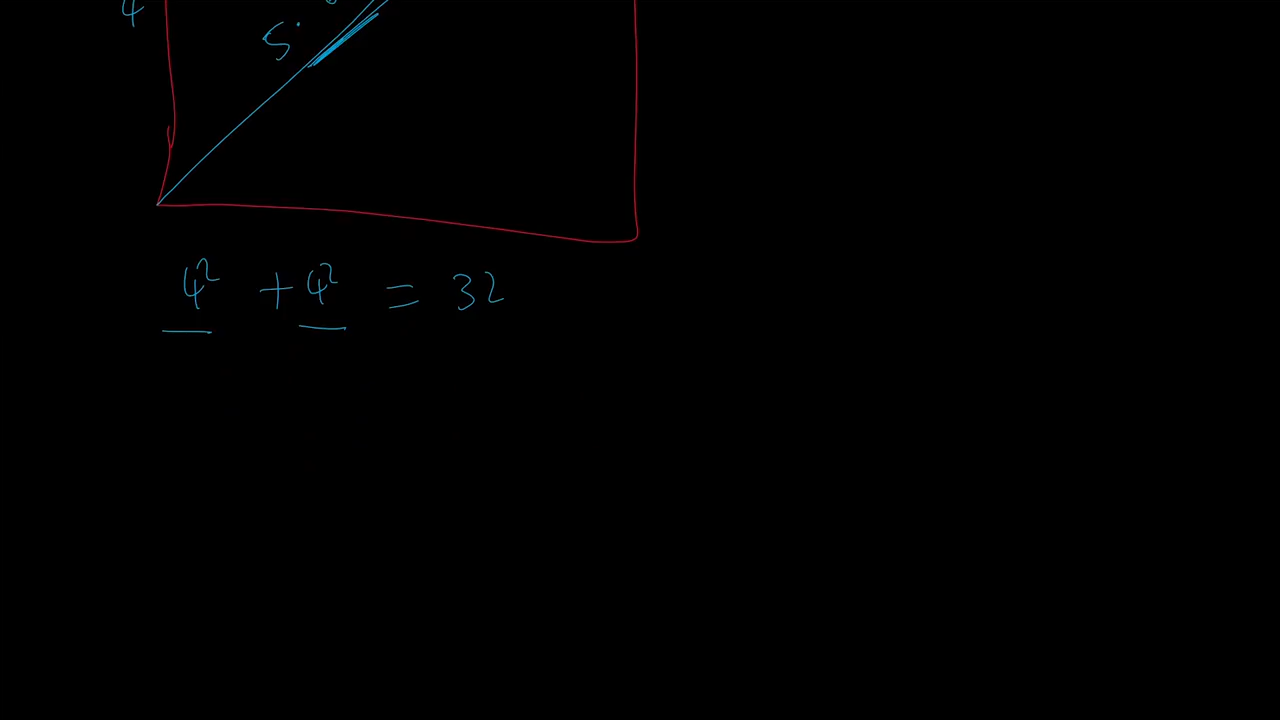 4
5.
4² + 4² = 32